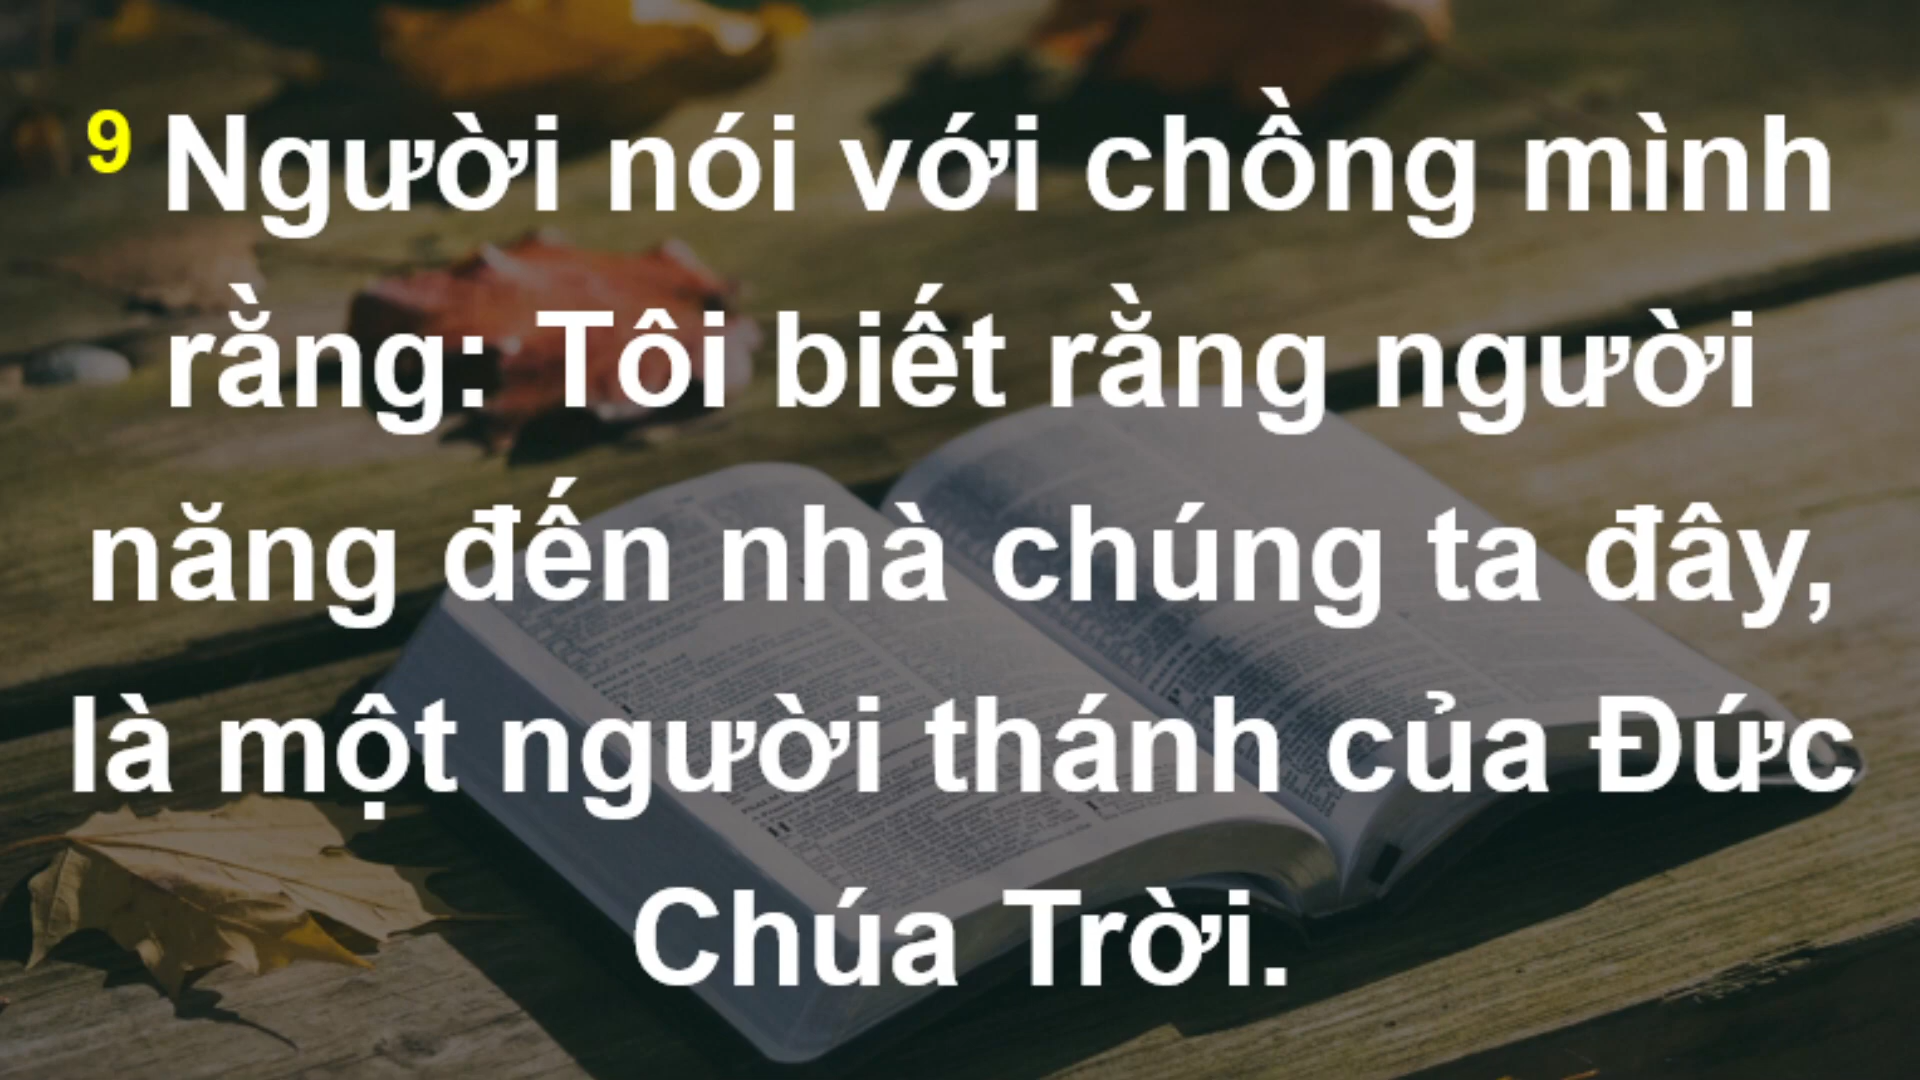 9 Người nói với chồng mình
rằng: Tôi biết rằng người
năng đến nhà chúng ta đây,
là một người thánh của Đức
Chúa Trời.